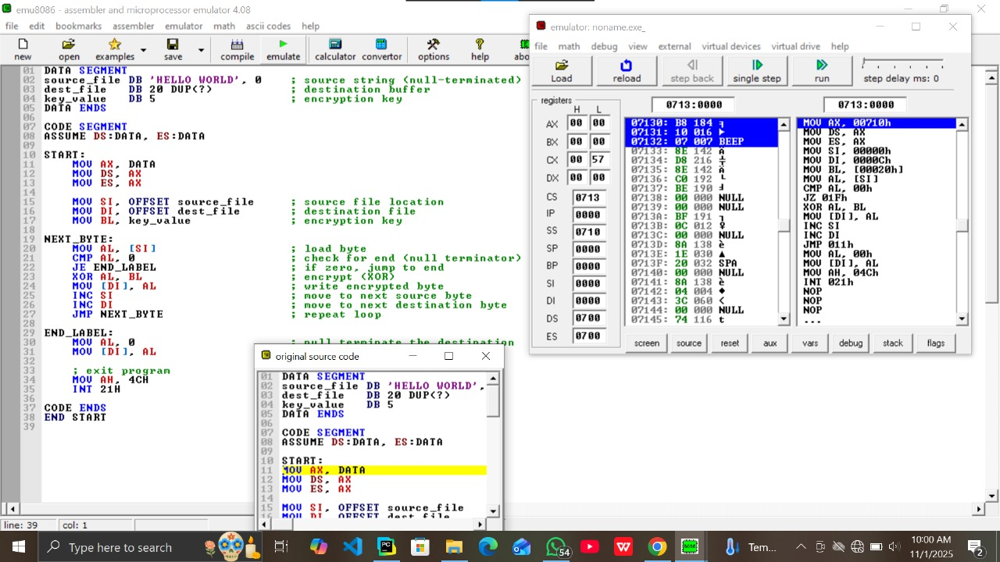 emu8086 - assembler and microprocessor emulator 4.08
file edit bookmarks assembler emulator math ascii codes help
new open examples save compile emulate calculator convertor options help
01 DATA SEGMENT
02 source_file DB 'HELLO WORLD', 0 ; source string (null-terminated)
03 dest_file DB 20 DUP(?) ; destination buffer
04 key_value DB 5 ; encryption key
05 DATA ENDS
06
07 CODE SEGMENT
08 ASSUME DS:DATA, ES:DATA
09
10 START:
11 MOV AX, DATA
12 MOV DS, AX
13 MOV ES, AX
14
15 MOV SI, OFFSET source_file ; source file location
16 MOV DI, OFFSET dest_file ; destination file
17 MOV BL, key_value ; encryption key
18
19 NEXT_BYTE:
20 MOV AL, [SI] ; load byte
21 CMP AL, 0 ; check for end (null terminator)
22 JE END_LABEL ; if zero, jump to end
23 XOR AL, BL ; encrypt (XOR)
24 MOV [DI], AL ; write encrypted byte
25 INC SI ; move to next source byte
26 INC DI ; move to next destination byte
27 JMP NEXT_BYTE ; repeat loop
28
29 END_LABEL:
30 MOV AL, 0 ; null terminate the destination
31 MOV [DI], AL
32
33 ; exit program
34 MOV AH, 4CH
35 INT 21H
36
37 CODE ENDS
38 END START
39
line: 39 col: 1
emulator: noname.exe_
file math debug view external virtual devices virtual drive help
Load reload step back single step run step delay ms: 0
registers
H L
AX 00 00
BX 00 00
CX 00 57
DX 00 00
CS 0713
IP 0000
SS 0710
SP 0000
BP 0000
SI 0000
DI 0000
DS 0700
ES 0700
0713:0000
07130: B8 184 ╕
07131: 10 016 ►
07132: 07 007 BEEP
07133: 8E 142 Ä
07134: D8 216 ╪
07135: 8E 142 Ä
07136: C0 192 └
07137: BE 190 ╛
07138: 00 000 NULL
07139: 00 000 NULL
0713A: BF 191 ┐
0713B: 0C 012 ♀
0713C: 00 000 NULL
0713D: 8A 138 è
0713E: 1E 030 ▲
0713F: 20 032 SPA
07140: 00 000 NULL
07141: 8A 138 è
07142: 04 004 ♦
07143: 3C 060 <
07144: 00 000 NULL
07145: 74 116 t
0713:0000
MOV AX, 00710h
MOV DS, AX
MOV ES, AX
MOV SI, 00000h
MOV DI, 0000Ch
MOV BL, [00020h]
MOV AL, [SI]
CMP AL, 00h
JZ 01Fh
XOR AL, BL
MOV [DI], AL
INC SI
INC DI
JMP 011h
MOV AL, 00h
MOV [DI], AL
MOV AH, 04Ch
INT 021h
NOP
NOP
NOP
...
screen source reset aux vars debug stack flags
original source code
01 DATA SEGMENT
02 source_file DB 'HELLO WORLD',
03 dest_file DB 20 DUP(?)
04 key_value DB 5
05 DATA ENDS
06
07 CODE SEGMENT
08 ASSUME DS:DATA, ES:DATA
09
10 START:
11 MOV AX, DATA
12 MOV DS, AX
13 MOV ES, AX
14
15 MOV SI, OFFSET source_file
16 MOV DI, OFFSET dest_file
Type here to search
54
Tem...
10:00 AM
11/1/2025
2